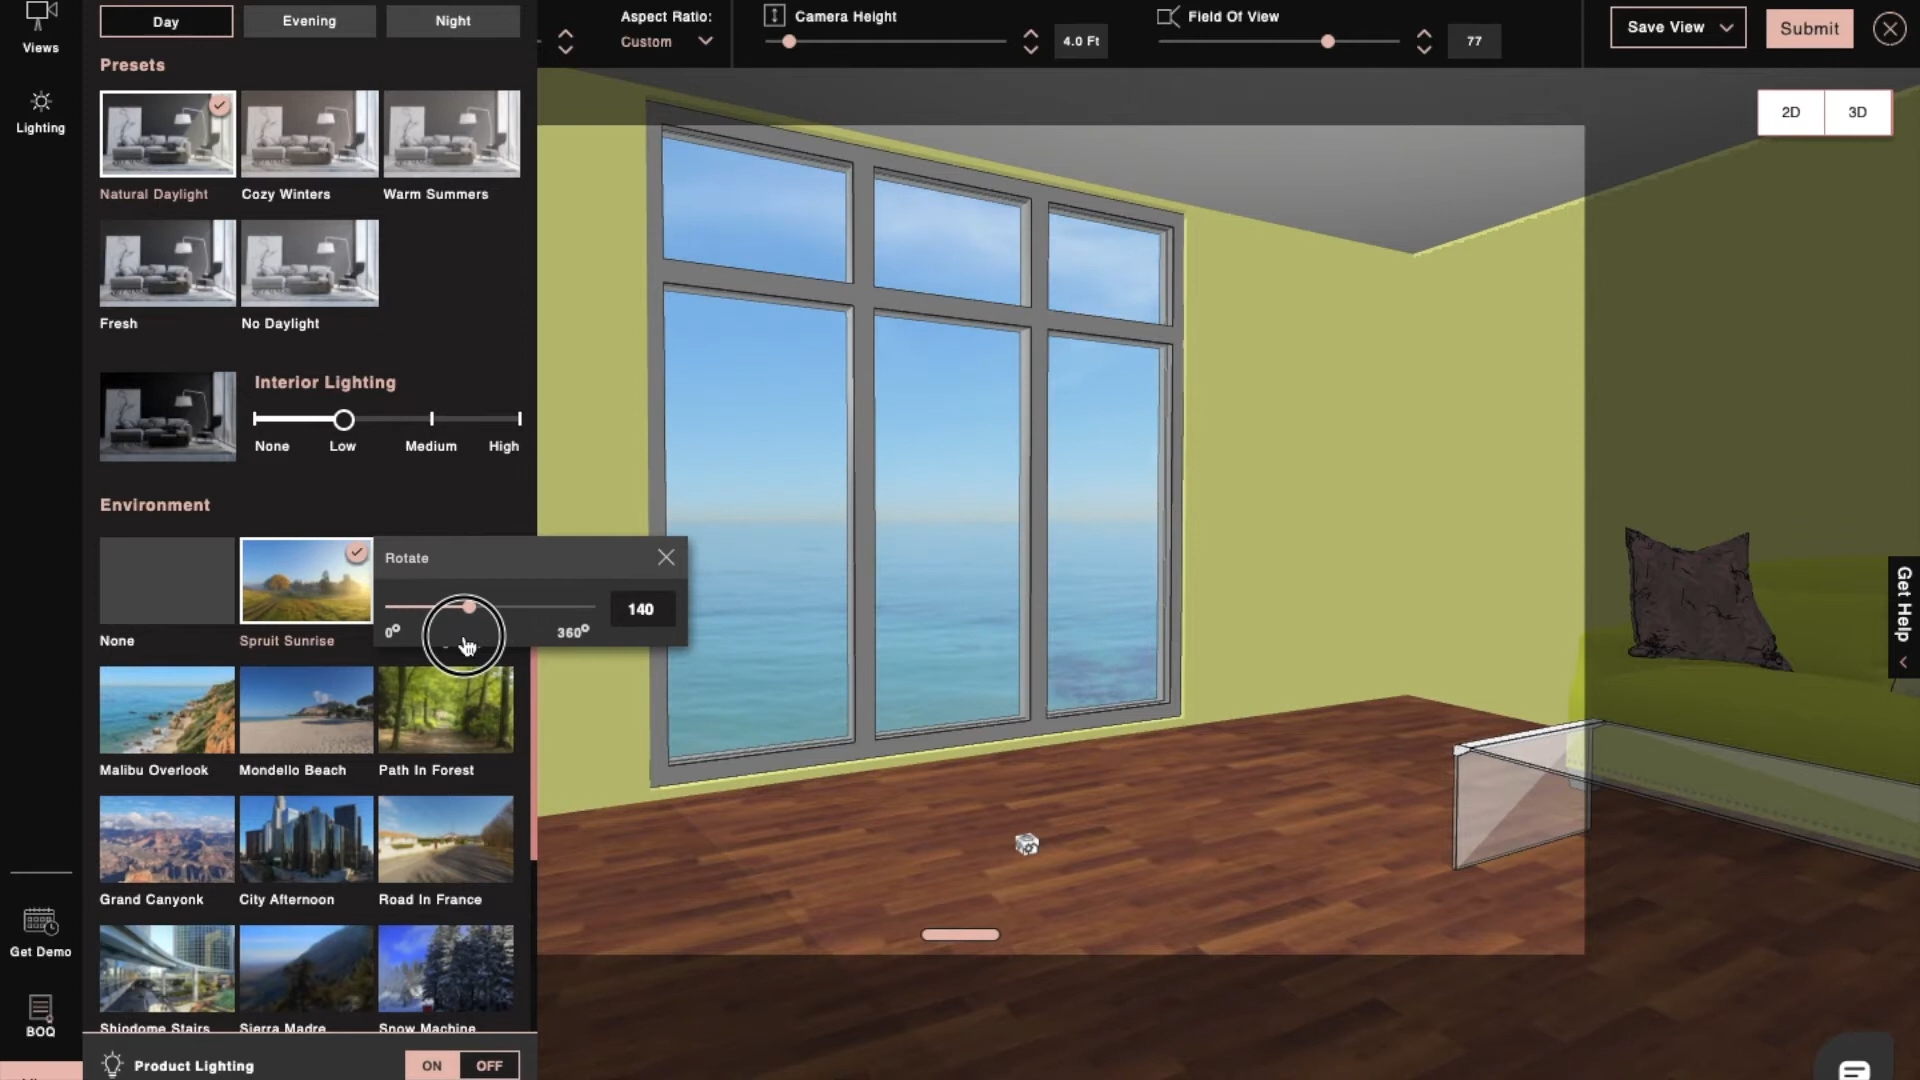 Views
Lighting
Day
Evening
Night
Aspect Ratio:
Custom
Camera Height
4.0 Ft
Field Of View
77
Save View
Submit
2D
3D
Presets
Natural Daylight
Cozy Winters
Warm Summers
Fresh
No Daylight
Interior Lighting
None
Low
Medium
High
Environment
None
Spruit Sunrise
Rotate
140
0°
360°
Malibu Overlook
Mondello Beach
Path In Forest
Grand Canyonk
City Afternoon
Road In France
Shiodome Stairs
Sierra Madre
Snow Machine
Get Demo
BOQ
Product Lighting
ON
OFF
Get Help